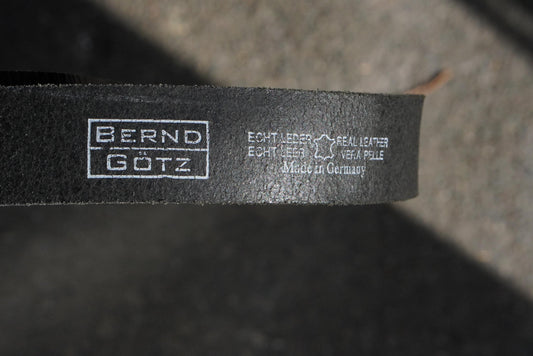 BERND
GÖTZ
ECHT LEDER REAL LEATHER
ECHT LEER VERA PELLE
Made in Germany